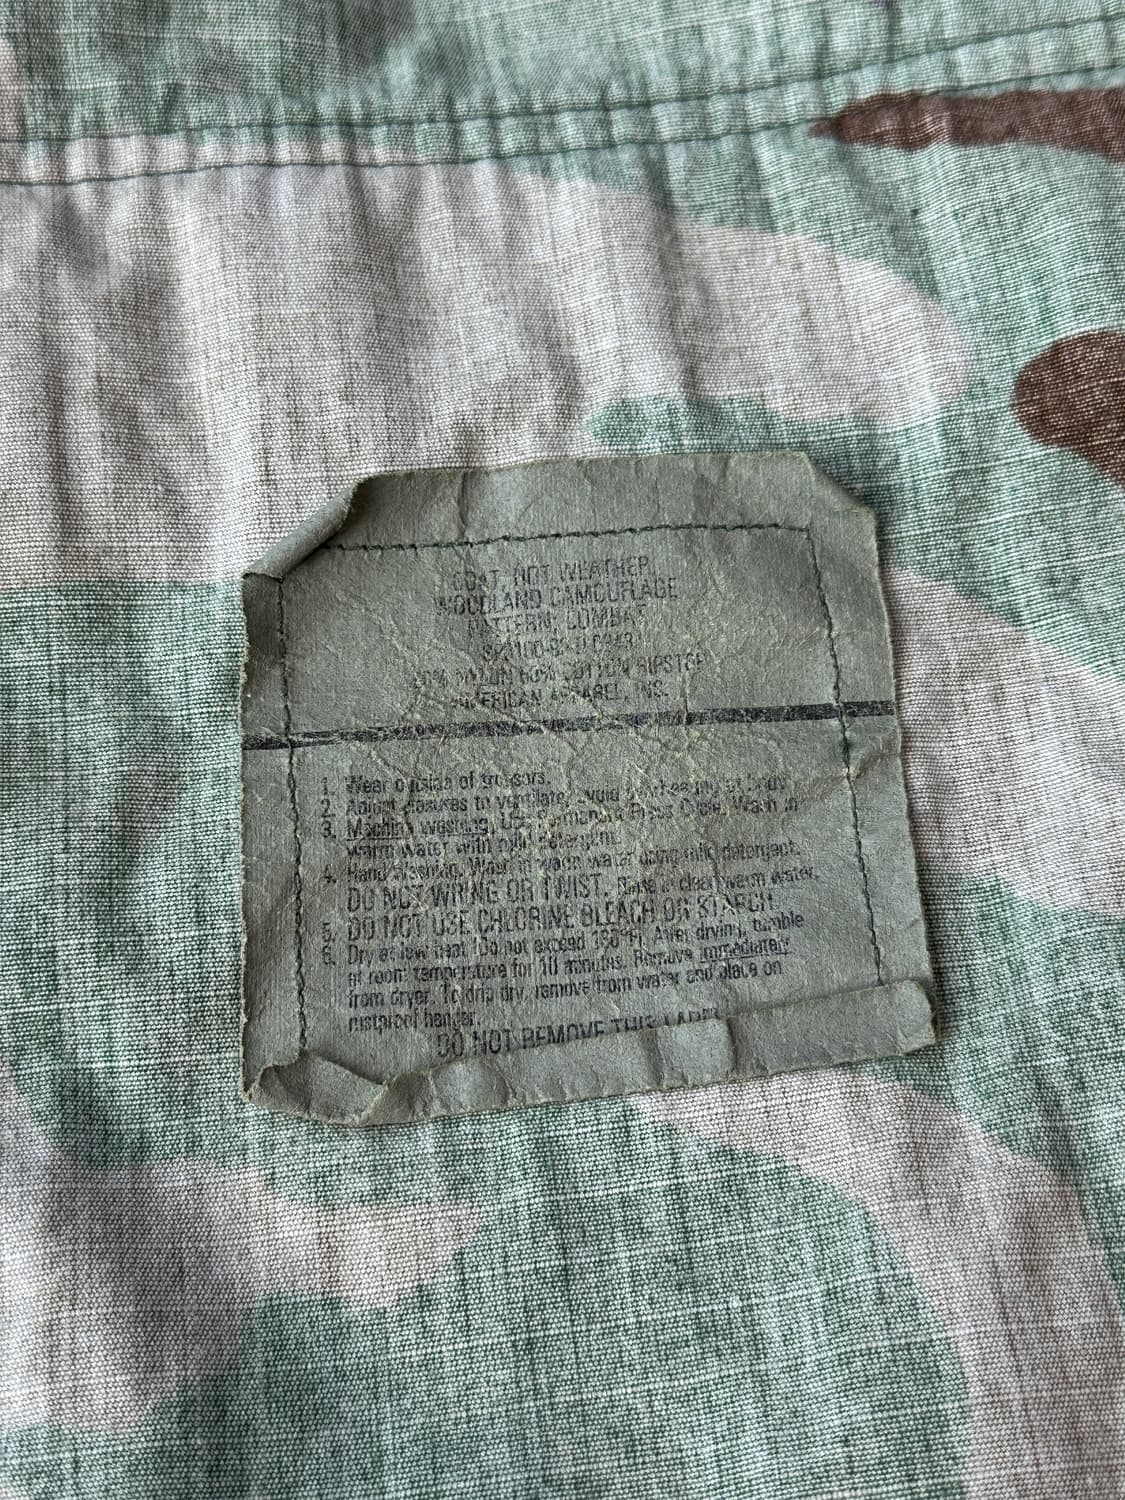 COAT, HOT WEATHER
WOODLAND CAMOUFLAGE
PATTERN, COMBAT
COTTON RIPSTOP
AMERICAN APPAREL, INC.
1. Wear outside of trousers.
2. closures to ventilate, Avoid
3. Machine washing. Use Permanent Press Cycle. Wash in
warm water with mild detergent.
4. Hand Washing. Wash in warm water using mild detergent.
DO NOT WRING OR TWIST. Rinse in clean warm water.
5. DO NOT USE CHLORINE BLEACH OR STARCH
6. Dry at low heat (Do not exceed After drying, tumble
at room temperature for 10 minutes. Remove immediately
from dryer. To drip dry, remove from water and place on
rustproof hanger.
DO NOT REMOVE THIS LABEL